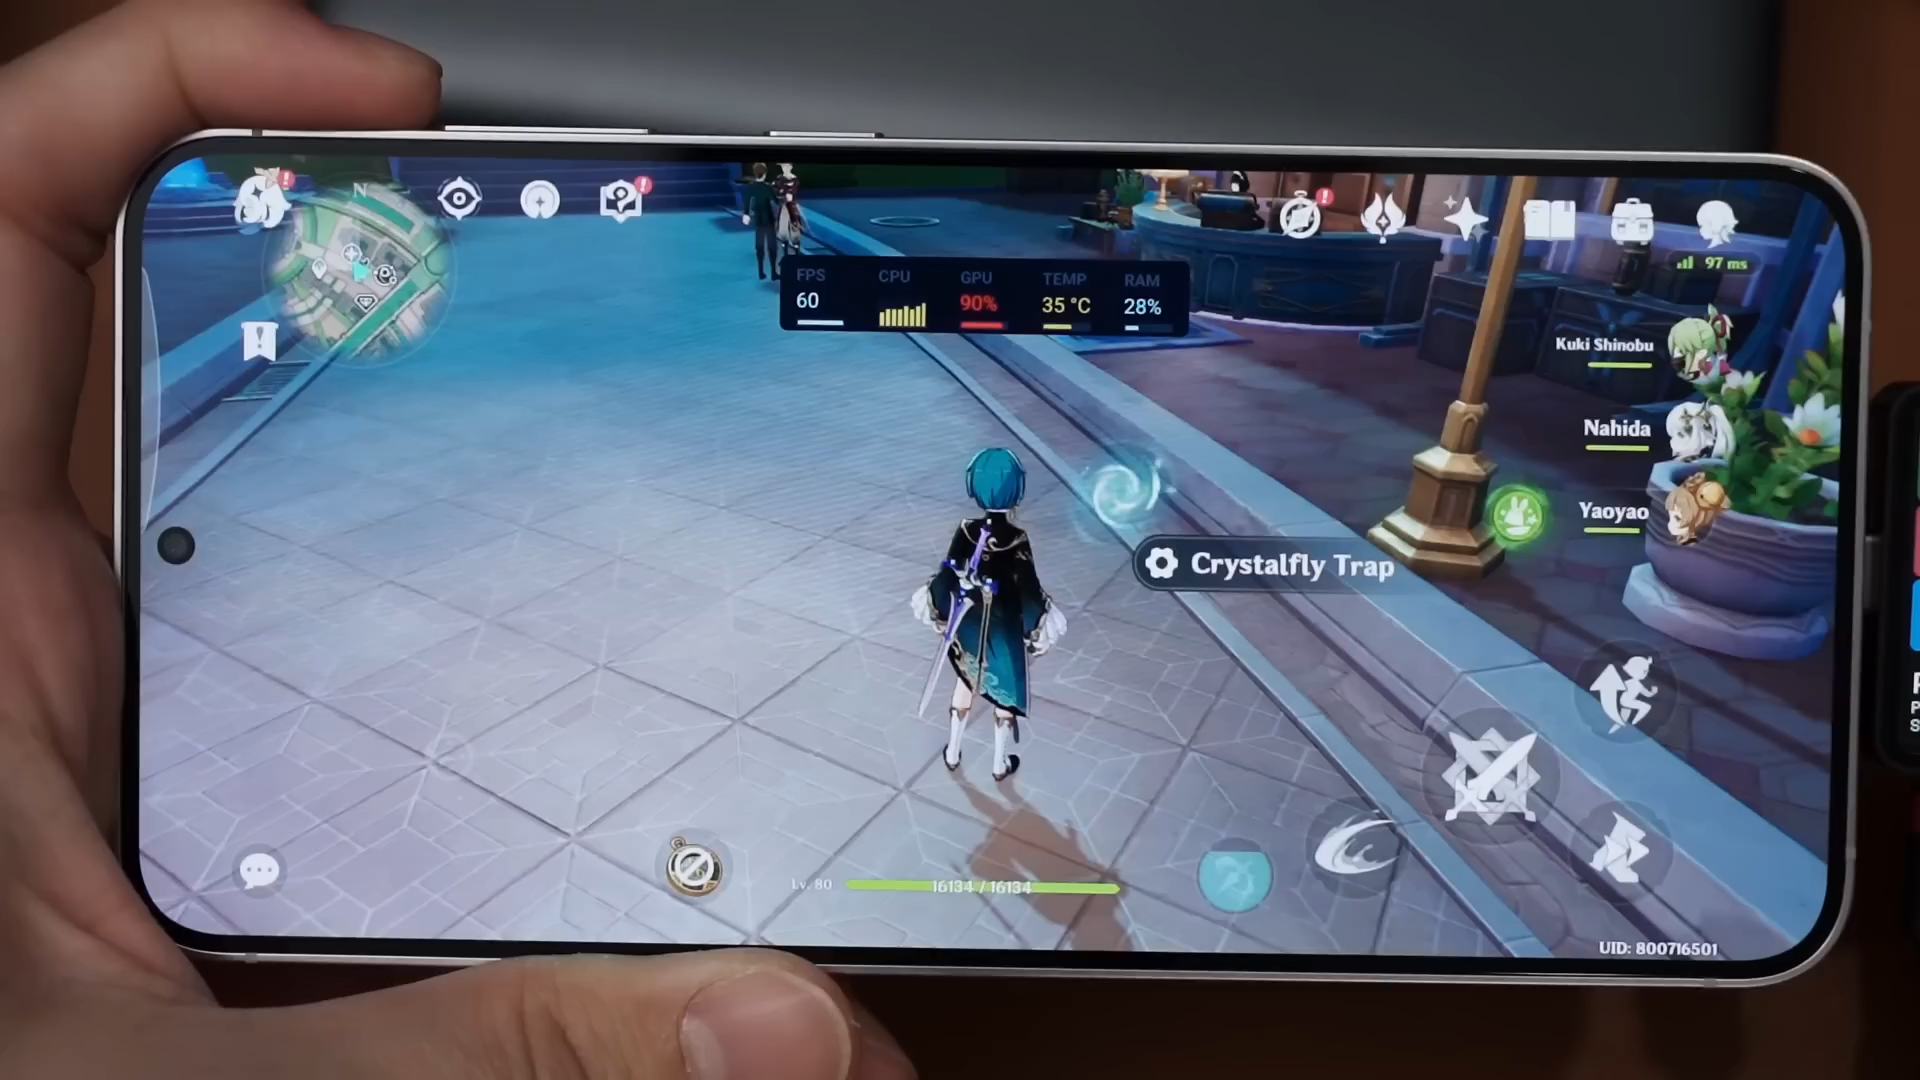 N
97 ms
FPS CPU GPU TEMP RAM
60 90% 35°C 28%
Kuki Shinobu
Nahida
Yaoyao
Crystalfly Trap
Lv. 80 16134 / 16134
UID: 800716501